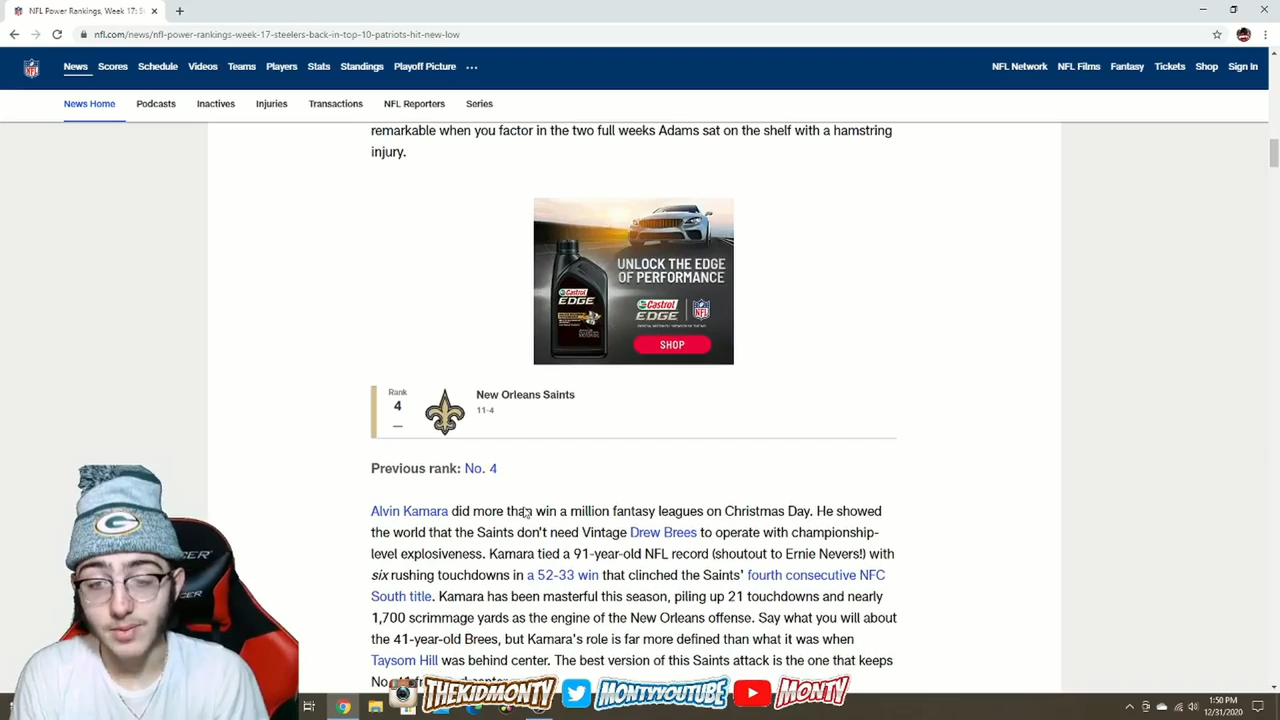 NFL Power Rankings, Week 17: S
nfl.com/news/nfl-power-rankings-week-17-steelers-back-in-top-10-patriots-hit-new-low
News Scores Schedule Videos Teams Players Stats Standings Playoff Picture ... NFL Network NFL Films Fantasy Tickets Shop Sign In
News Home Podcasts Inactives Injuries Transactions NFL Reporters Series
remarkable when you factor in the two full weeks Adams sat on the shelf with a hamstring
injury.
UNLOCK THE EDGE
OF PERFORMANCE
Castrol
EDGE
Castrol
EDGE
SHOP
Rank
4
New Orleans Saints
11-4
Previous rank: No. 4
Alvin Kamara did more than win a million fantasy leagues on Christmas Day. He showed
the world that the Saints don't need Vintage Drew Brees to operate with championship-
level explosiveness. Kamara tied a 91-year-old NFL record (shoutout to Ernie Nevers!) with
six rushing touchdowns in a 52-33 win that clinched the Saints' fourth consecutive NFC
South title. Kamara has been masterful this season, piling up 21 touchdowns and nearly
1,700 scrimmage yards as the engine of the New Orleans offense. Say what you will about
the 41-year-old Brees, but Kamara's role is far more defined than what it was when
Taysom Hill was behind center. The best version of this Saints attack is the one that keeps
No.
THEKIDMONTY MONTYYOUTUBE MONTY
1:50 PM
12/31/2020